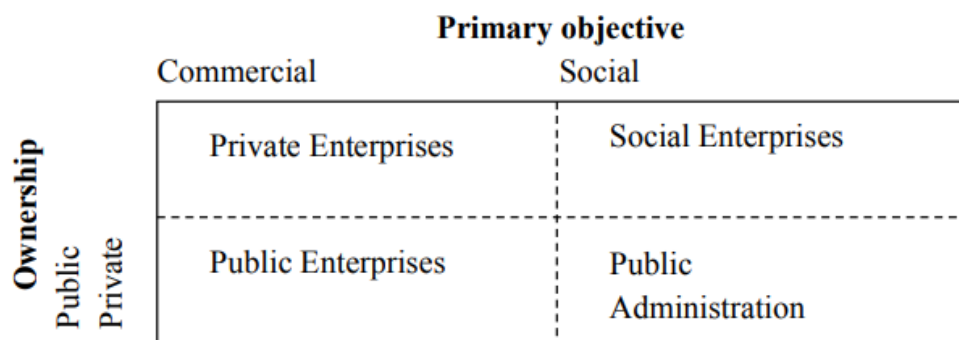 Primary objective
Commercial
Social
Ownership
Public
Private
Private Enterprises
Social Enterprises
Public Enterprises
Public
Administration